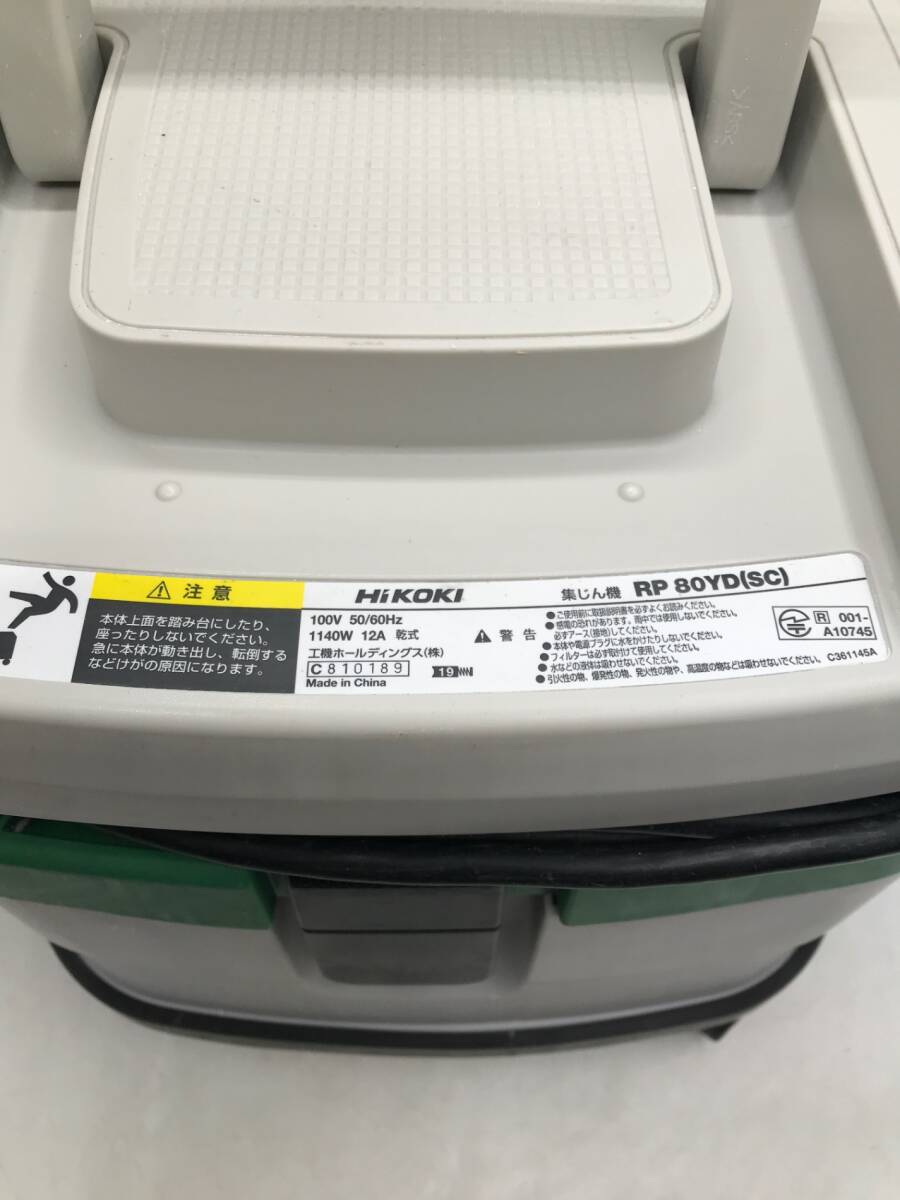 注意
本体上面を踏み台にしたり、
座ったりしないでください。
急に本体が動き出し、転倒する
などけがの原因になります。
HiKOKI
100V 50/60Hz
1140W 12A 乾式
工機ホールディングス(株)
C810189
Made in China
19
警告
集じん機 RP 80YD(SC)
●ご使用前に取扱説明書を必ずよくお読みください。
●感電の恐れがあります。雨中では使用しないでください。
必ずアース(接地)してください。
●本体や電源プラグに水をかけたりしないでください。
●フィルターは必ず取付けて使用してください。
●水などの液体は吸わせないでください。
●引火性の物、爆発性の物、発火性の物や、高温度の物などは吸わせないでください。
C361145A
R 001-
A10745